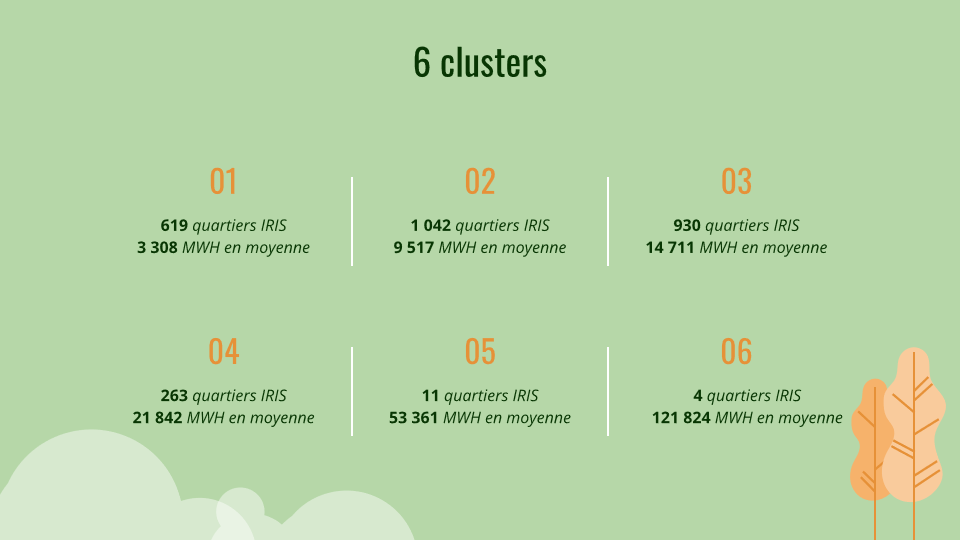 6 clusters
01
619 quartiers IRIS
3 308 MWH en moyenne
02
1 042 quartiers IRIS
9 517 MWH en moyenne
03
930 quartiers IRIS
14 711 MWH en moyenne
04
263 quartiers IRIS
21 842 MWH en moyenne
05
11 quartiers IRIS
53 361 MWH en moyenne
06
4 quartiers IRIS
121 824 MWH en moyenne